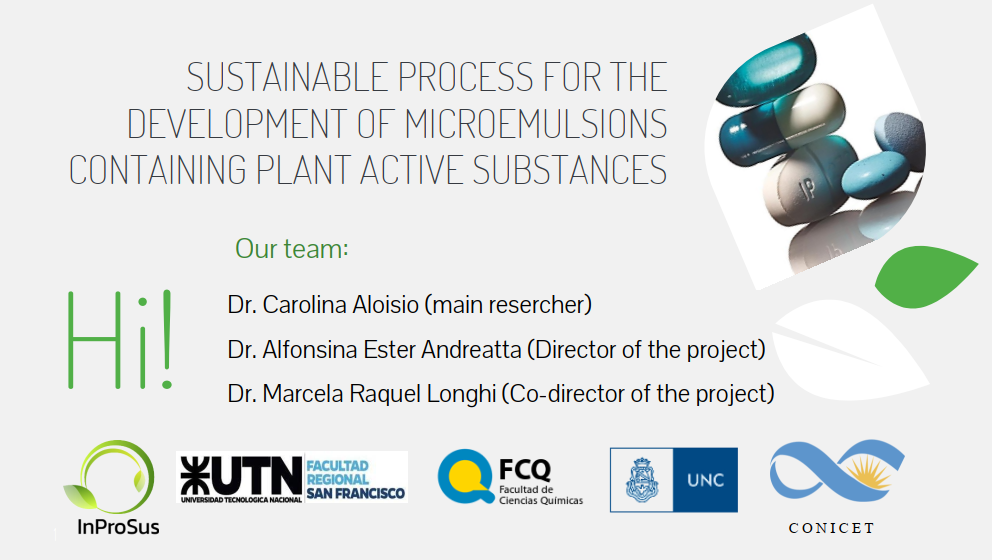 SUSTAINABLE PROCESS FOR THE
DEVELOPMENT OF MICROEMULSIONS
CONTAINING PLANT ACTIVE SUBSTANCES
Our team:
Hi!
Dr. Carolina Aloisio (main resercher)
Dr. Alfonsina Ester Andreatta (Director of the project)
Dr. Marcela Raquel Longhi (Co-director of the project)
InProSus
UTN
UNIVERSIDAD TECNOLOGICA NACIONAL
FACULTAD
REGIONAL
SAN FRANCISCO
FCQ
Facultad de
Ciencias Químicas
UNC
CONICET